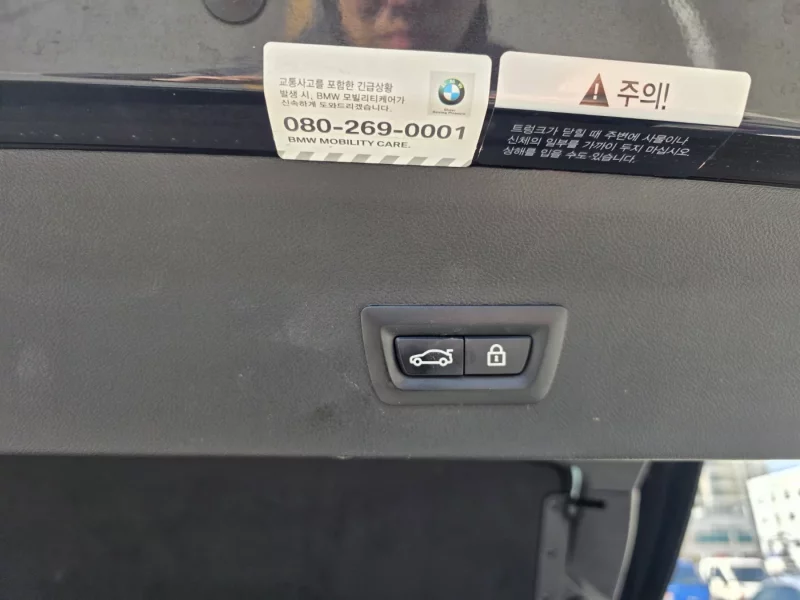 교통사고를 포함한 긴급상황
발생 시, BMW 모빌리티케어가
신속하게 도와드리겠습니다.
080-269-0001
BMW MOBILITY CARE.
주의!
트렁크가 닫힐 때 주변에 사물이나
신체의 일부를 가까이 두지 마십시오
상해를 입을 수도 있습니다.